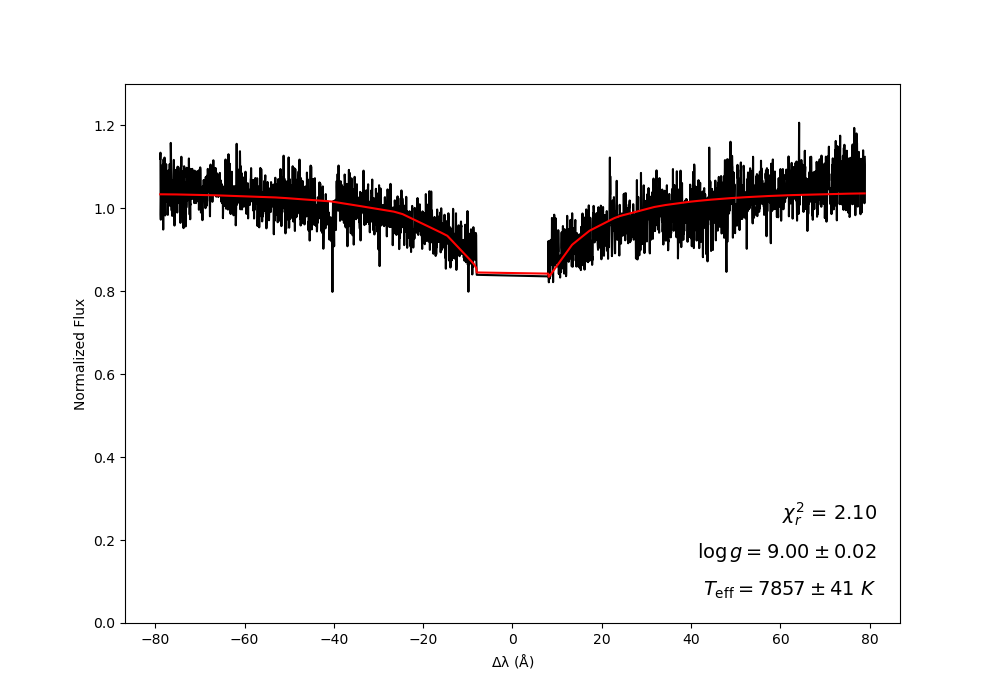 1.2
1.0
0.8
0.6
0.4
0.2
0.0
Normalized Flux
χ²ᵣ = 2.10
log g = 9.00 ± 0.02
T_eff = 7857 ± 41 K
−80 −60 −40 −20 0 20 40 60 80
Δλ (Å)